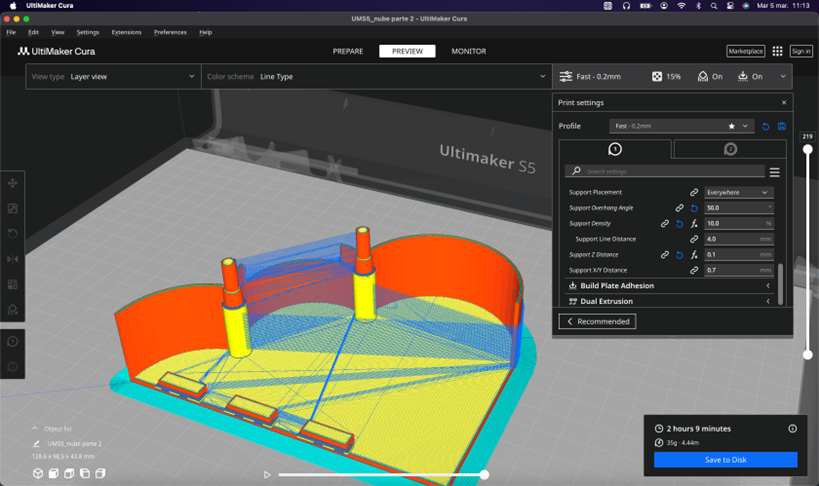 UltiMaker Cura
Mar 5 mar. 11:13
UMS5_nube parte 2 - UltiMaker Cura
File Edit View Settings Extensions Preferences Help
UltiMaker Cura
PREPARE PREVIEW MONITOR
Marketplace
Sign in
View type Layer view
Color scheme Line Type
Fast - 0.2mm 15% On On
Print settings
Profile Fast - 0.2mm
1 2
Search settings
Support Placement Everywhere
Support Overhang Angle 50.0 °
Support Density 10.0 %
Support Line Distance 4.0 mm
Support Z Distance 0.1 mm
Support X/Y Distance 0.7 mm
Build Plate Adhesion
Dual Extrusion
Recommended
219
Ultimaker S5
1
Object list
UMS5_nube parte 2
128.6 x 98.5 x 43.8 mm
2 hours 9 minutes
35g · 4.44m
Save to Disk